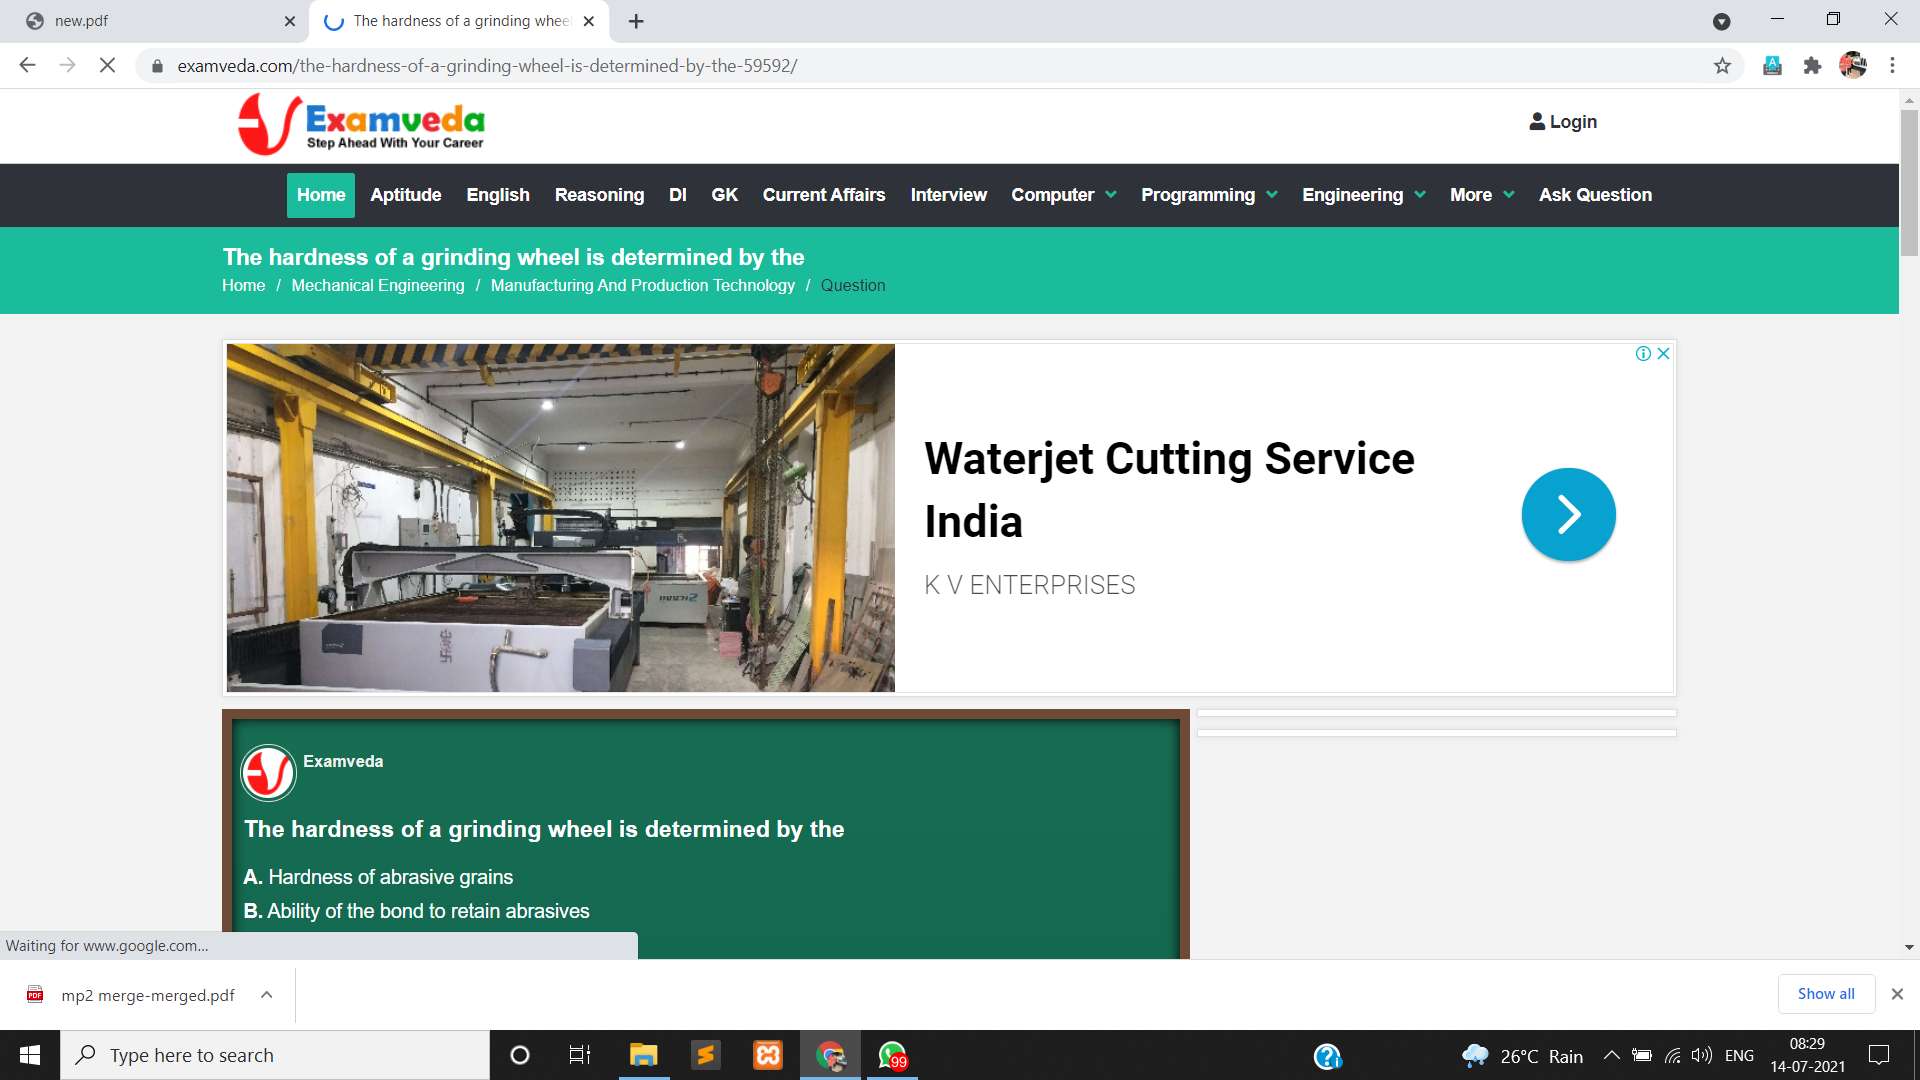 new.pdf
The hardness of a grinding whee
examveda.com/the-hardness-of-a-grinding-wheel-is-determined-by-the-59592/
Examveda
Step Ahead With Your Career
Login
Home Aptitude English Reasoning DI GK Current Affairs Interview Computer Programming Engineering More Ask Question
The hardness of a grinding wheel is determined by the
Home / Mechanical Engineering / Manufacturing And Production Technology / Question
Waterjet Cutting Service
India
K V ENTERPRISES
Examveda
The hardness of a grinding wheel is determined by the
A. Hardness of abrasive grains
B. Ability of the bond to retain abrasives
Waiting for www.google.com...
mp2 merge-merged.pdf
Show all
Type here to search
99
26°C Rain
ENG
08:29
14-07-2021